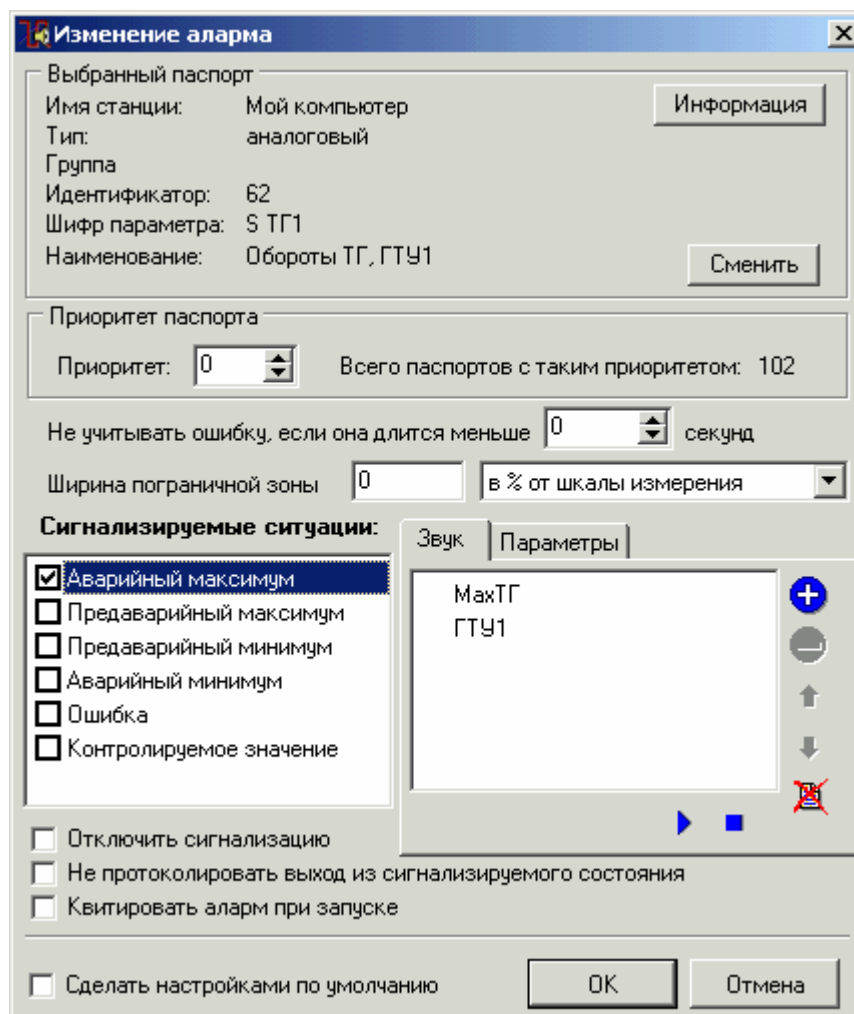 Изменение аларма
Выбранный паспорт
Имя станции: Мой компьютер
Информация
Тип: аналоговый
Группа
Идентификатор: 62
Шифр параметра: S ТГ1
Наименование: Обороты ТГ, ГТУ1
Сменить
Приоритет паспорта
Приоритет: 0 Всего паспортов с таким приоритетом: 102
Не учитывать ошибку, если она длится меньше 0 секунд
Ширина пограничной зоны 0 в % от шкалы измерения
Сигнализируемые ситуации:
Аварийный максимум
Предаварийный максимум
Предаварийный минимум
Аварийный минимум
Ошибка
Контролируемое значение
Звук Параметры
МахТГ
ГТУ1
Отключить сигнализацию
Не протоколировать выход из сигнализируемого состояния
Квитировать аларм при запуске
Сделать настройками по умолчанию
OK Отмена